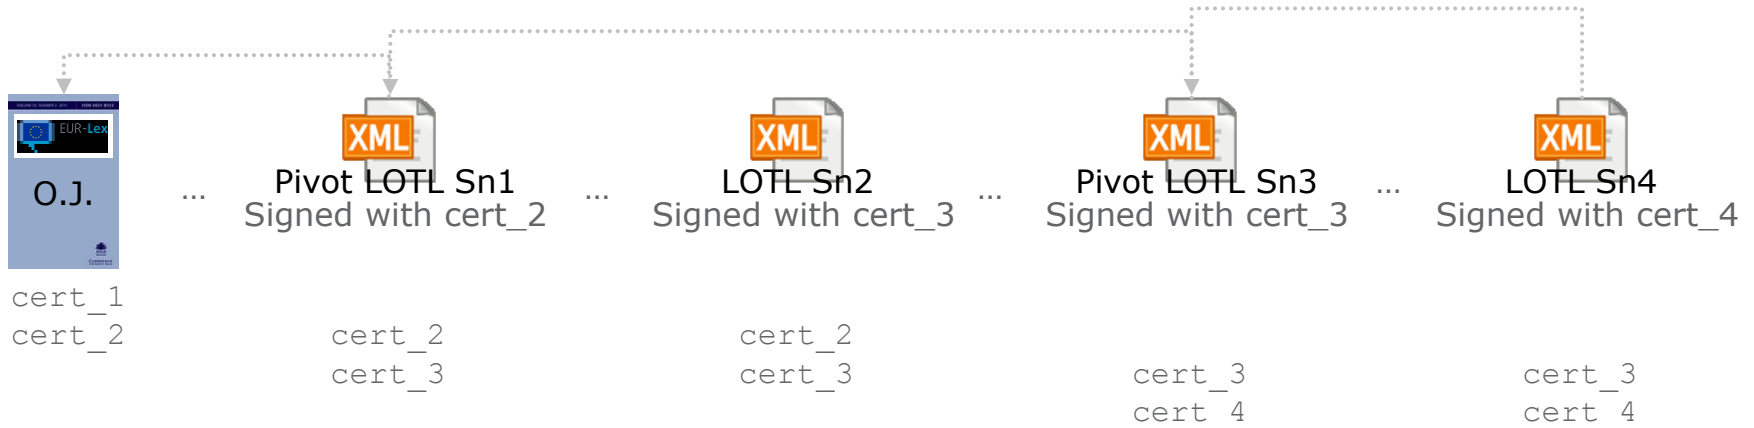 EUR-Lex
O.J.
...
XML
Pivot LOTL Sn1
Signed with cert_2
...
XML
LOTL Sn2
Signed with cert_3
...
XML
Pivot LOTL Sn3
Signed with cert_3
...
XML
LOTL Sn4
Signed with cert_4
cert_1
cert_2
cert_2
cert_3
cert_2
cert_3
cert_3
cert_4
cert_3
cert_4